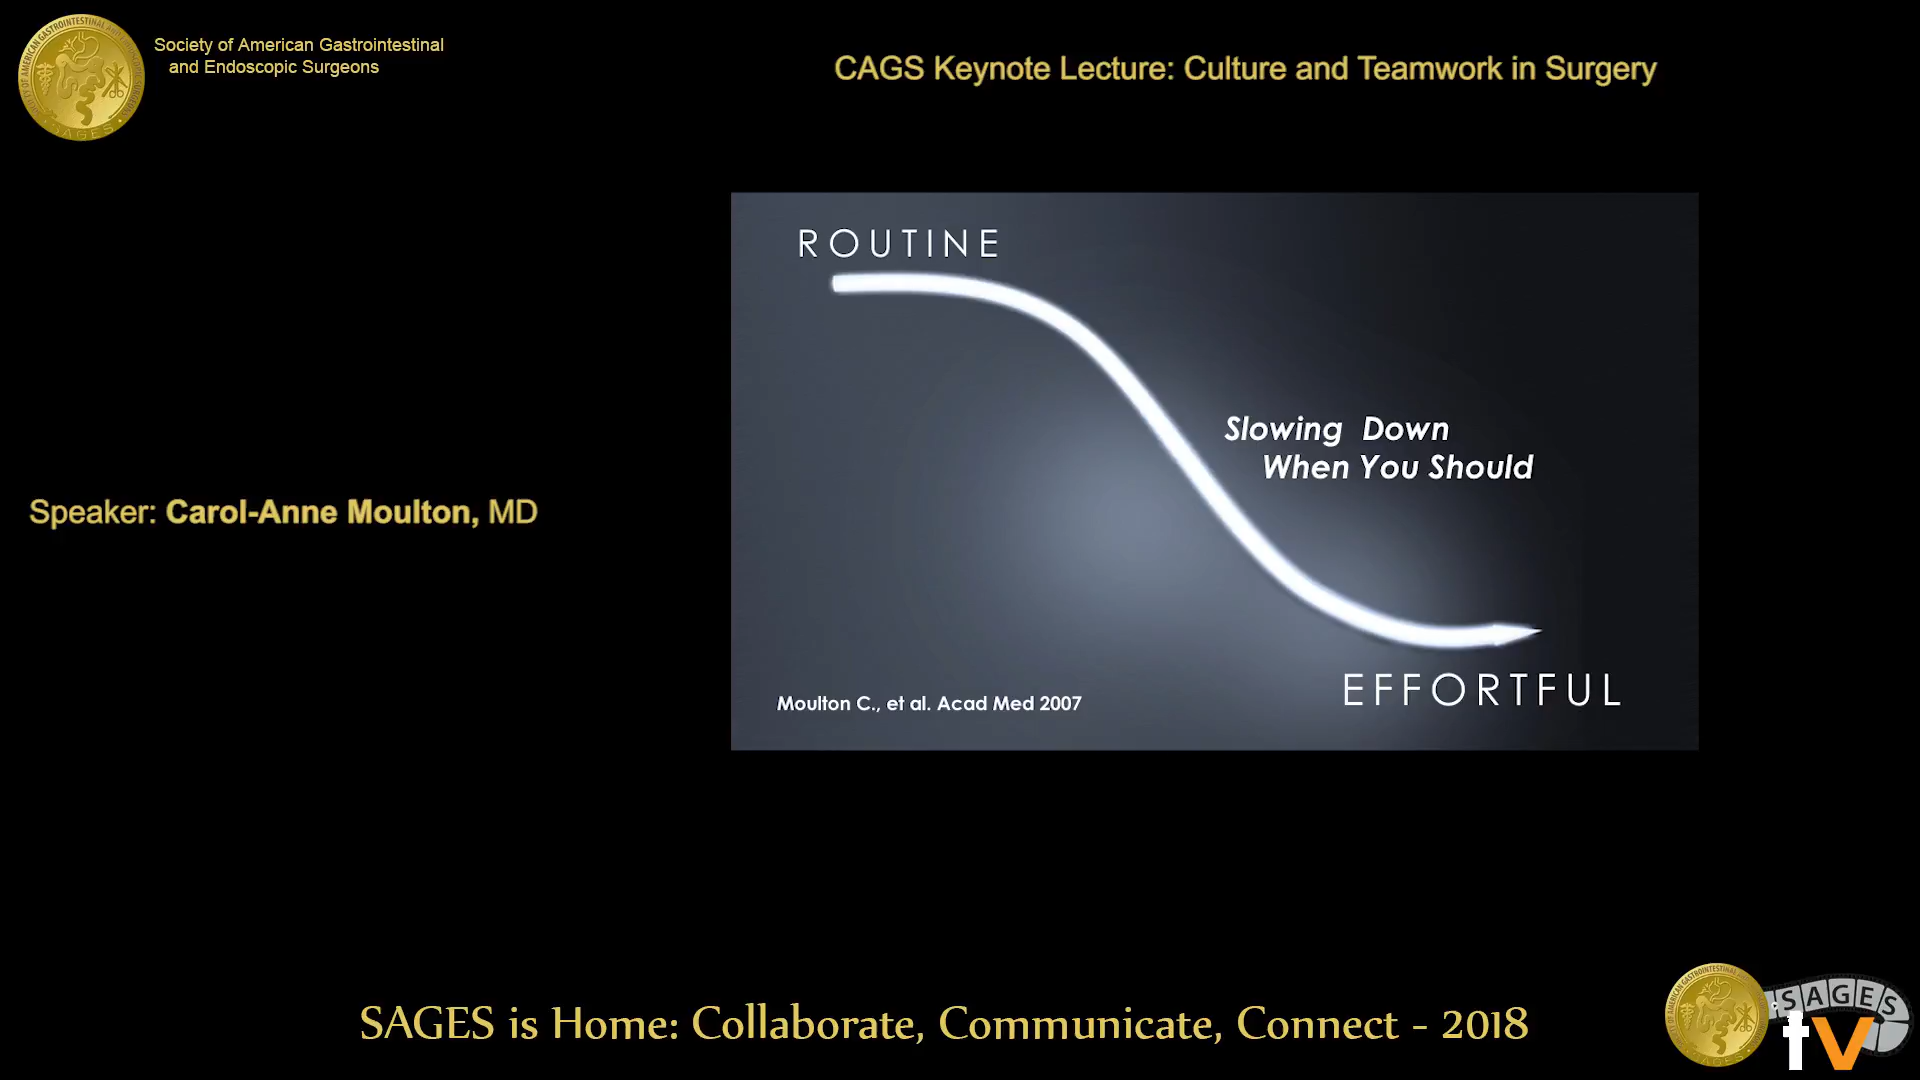 Society of American Gastrointestinal
and Endoscopic Surgeons
CAGS Keynote Lecture: Culture and Teamwork in Surgery
ROUTINE
Slowing Down
When You Should
Speaker: Carol-Anne Moulton, MD
EFFORTFUL
Moulton C., et al. Acad Med 2007
SAGES is Home: Collaborate, Communicate, Connect - 2018
SAGES
tv